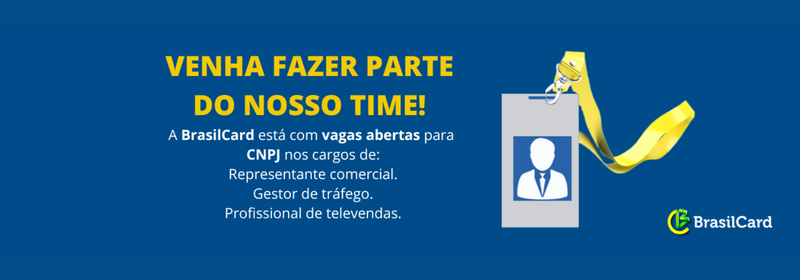 VENHA FAZER PARTE
DO NOSSO TIME!
A BrasilCard está com vagas abertas para
CNPJ nos cargos de:
Representante comercial.
Gestor de tráfego.
Profissional de televendas.
BrasilCard